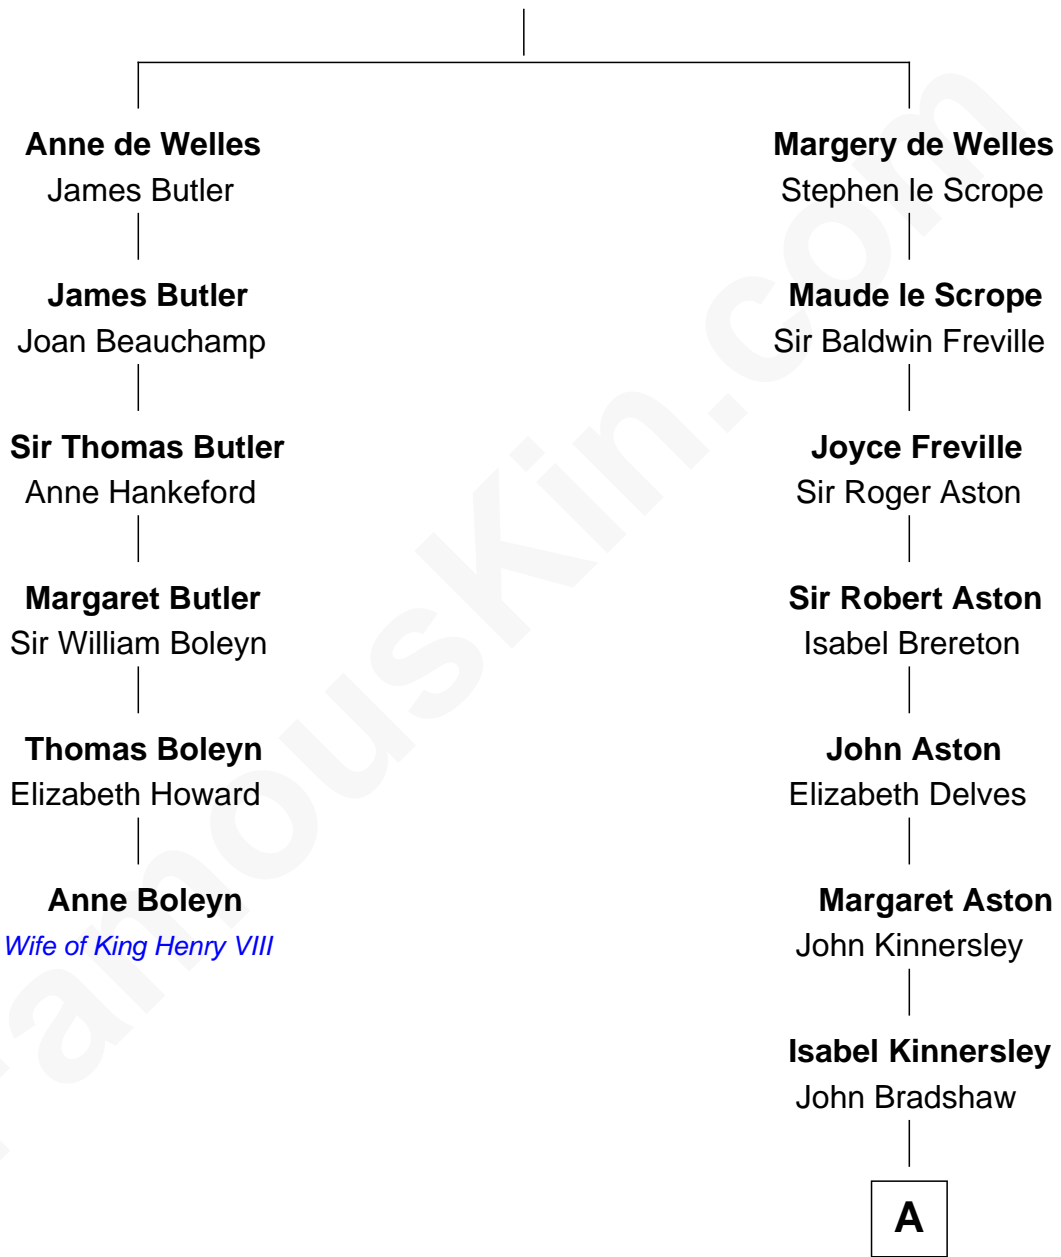 Anne de Welles
James Butler
James Butler
Joan Beauchamp
Sir Thomas Butler
Anne Hankeford
Margaret Butler
Sir William Boleyn
Thomas Boleyn
Elizabeth Howard
Anne Boleyn
Wife of King Henry VIII
Margery de Welles
Stephen le Scrope
Maude le Scrope
Sir Baldwin Freville
Joyce Freville
Sir Roger Aston
Sir Robert Aston
Isabel Brereton
John Aston
Elizabeth Delves
Margaret Aston
John Kinnersley
Isabel Kinnersley
John Bradshaw
A
FamousKin.com